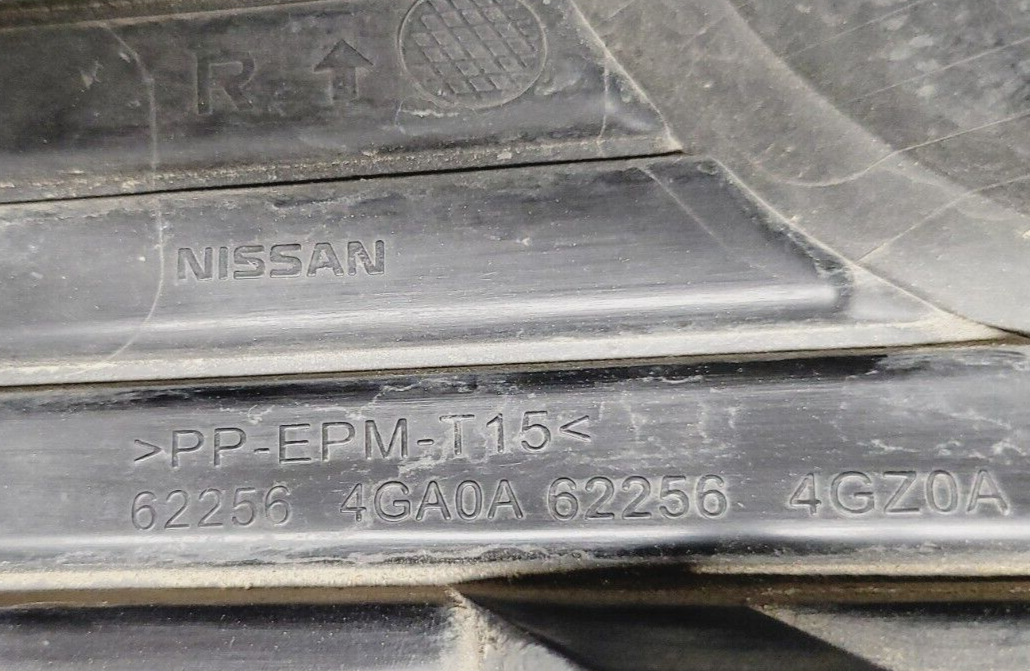 R ↑
NISSAN
>PP-EPM-T15<
62256 4GA0A 62256 4GZ0A